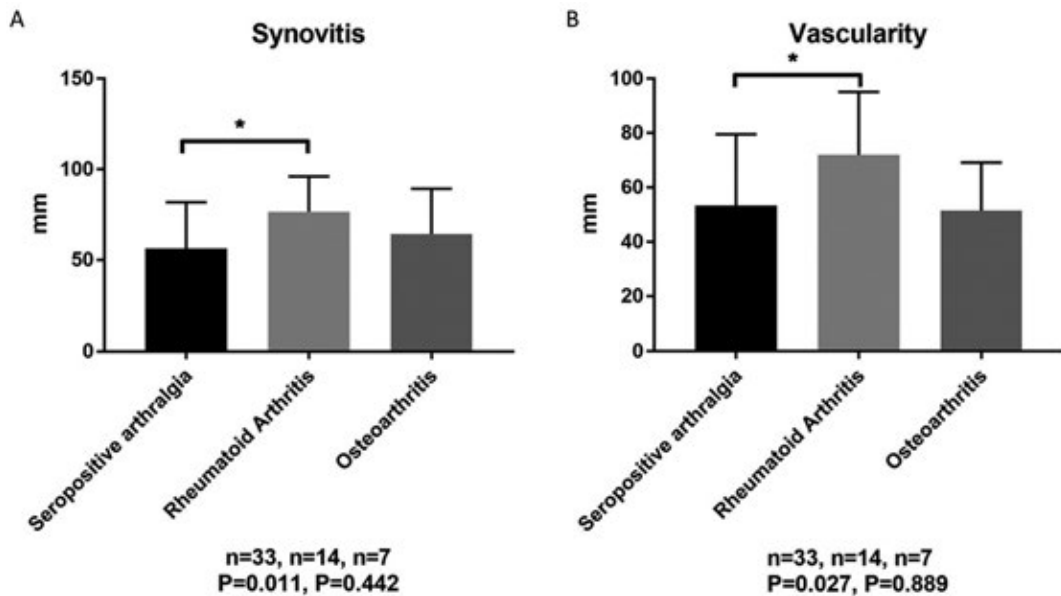 A
Synovitis
150
100
50
0
mm
*
Seropositive arthralgia
Rheumatoid Arthritis
Osteoarthritis
n=33, n=14, n=7
P=0.011, P=0.442
B
Vascularity
100
80
60
40
20
0
mm
*
Seropositive arthralgia
Rheumatoid Arthritis
Osteoarthritis
n=33, n=14, n=7
P=0.027, P=0.889